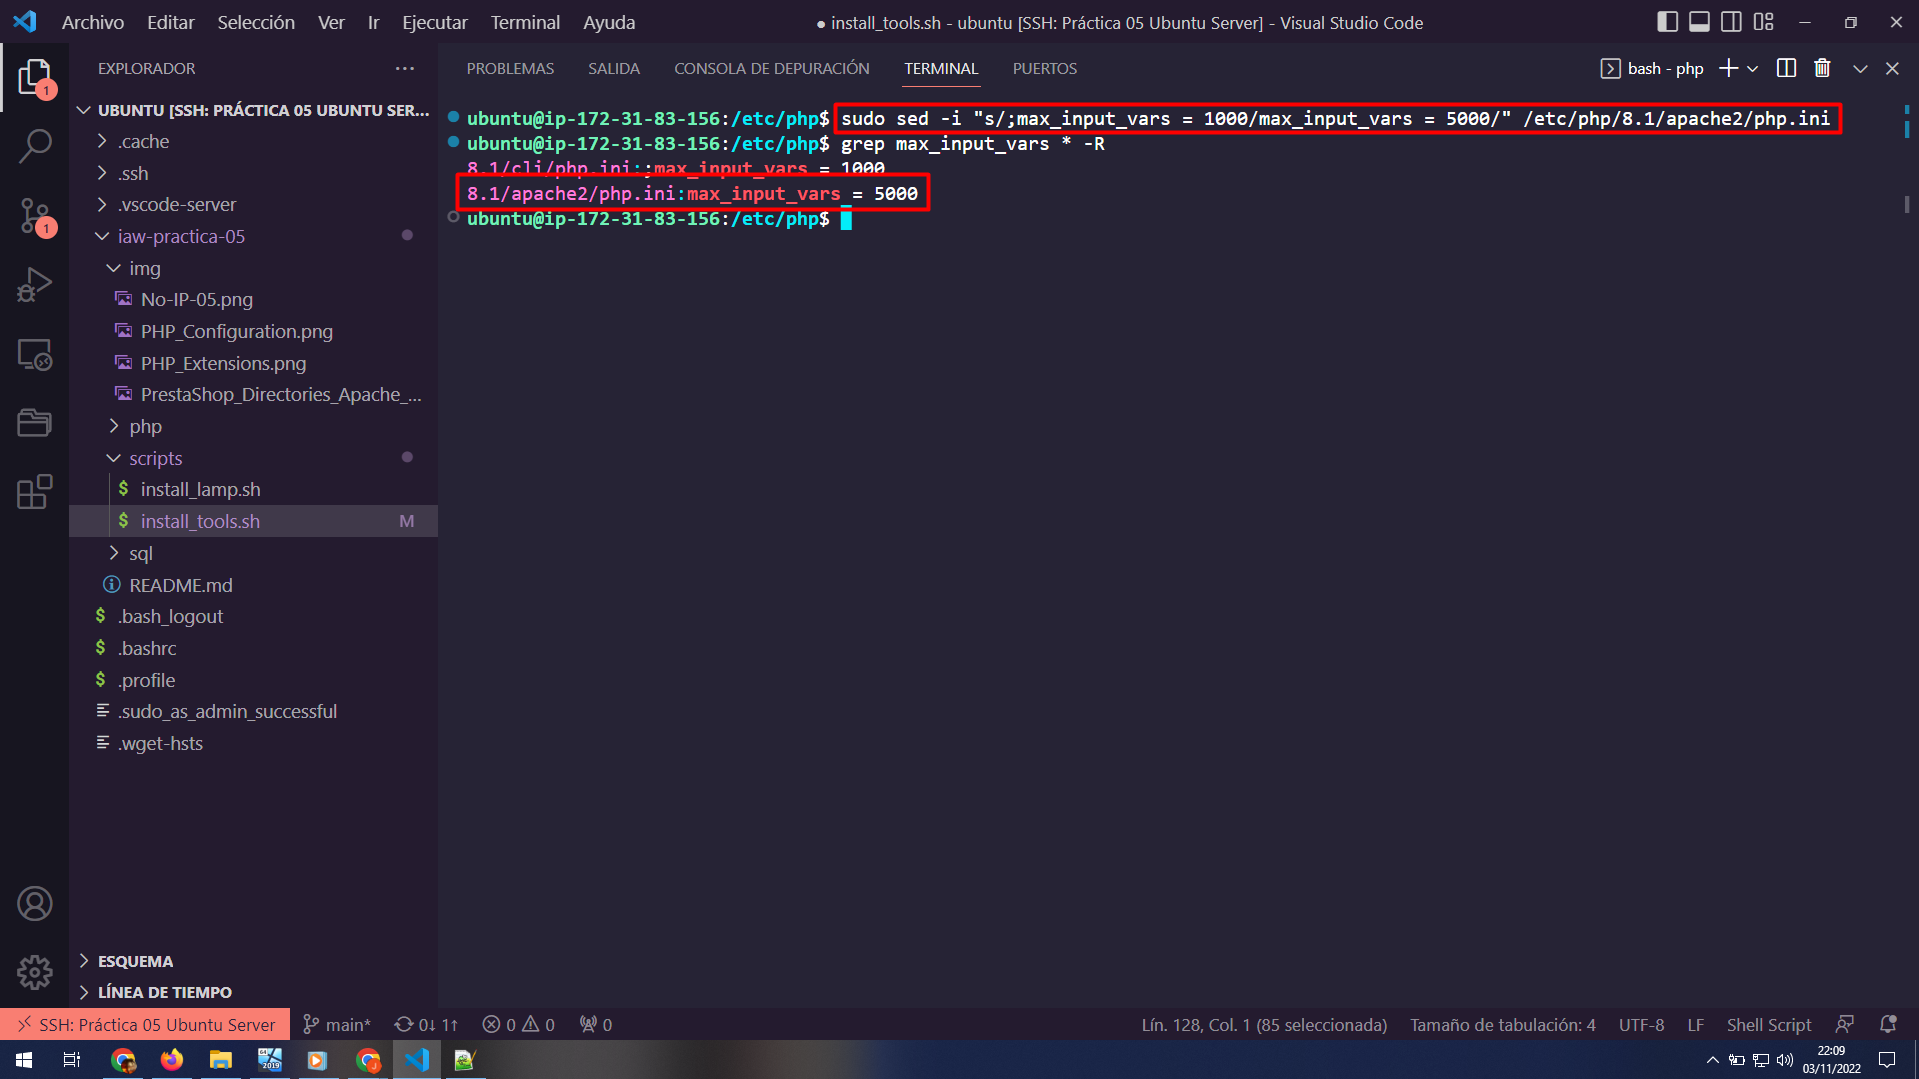 Archivo Editar Selección Ver Ir Ejecutar Terminal Ayuda
● install_tools.sh - ubuntu [SSH: Práctica 05 Ubuntu Server] - Visual Studio Code
EXPLORADOR
UBUNTU [SSH: PRÁCTICA 05 UBUNTU SER...
.cache
.ssh
.vscode-server
iaw-practica-05
img
No-IP-05.png
PHP_Configuration.png
PHP_Extensions.png
PrestaShop_Directories_Apache_...
php
scripts
$ install_lamp.sh
$ install_tools.sh M
sql
README.md
$ .bash_logout
$ .bashrc
$ .profile
.sudo_as_admin_successful
.wget-hsts
ESQUEMA
LÍNEA DE TIEMPO
1
1
PROBLEMAS SALIDA CONSOLA DE DEPURACIÓN TERMINAL PUERTOS
bash - php
ubuntu@ip-172-31-83-156:/etc/php$ sudo sed -i "s/;max_input_vars = 1000/max_input_vars = 5000/" /etc/php/8.1/apache2/php.ini
ubuntu@ip-172-31-83-156:/etc/php$ grep max_input_vars * -R
8.1/cli/php.ini:;max_input_vars = 1000
8.1/apache2/php.ini:max_input_vars = 5000
ubuntu@ip-172-31-83-156:/etc/php$
SSH: Práctica 05 Ubuntu Server main* 0↓ 1↑ 0 0 0
Lín. 128, Col. 1 (85 seleccionada) Tamaño de tabulación: 4 UTF-8 LF Shell Script
64
2019
J
22:09
03/11/2022